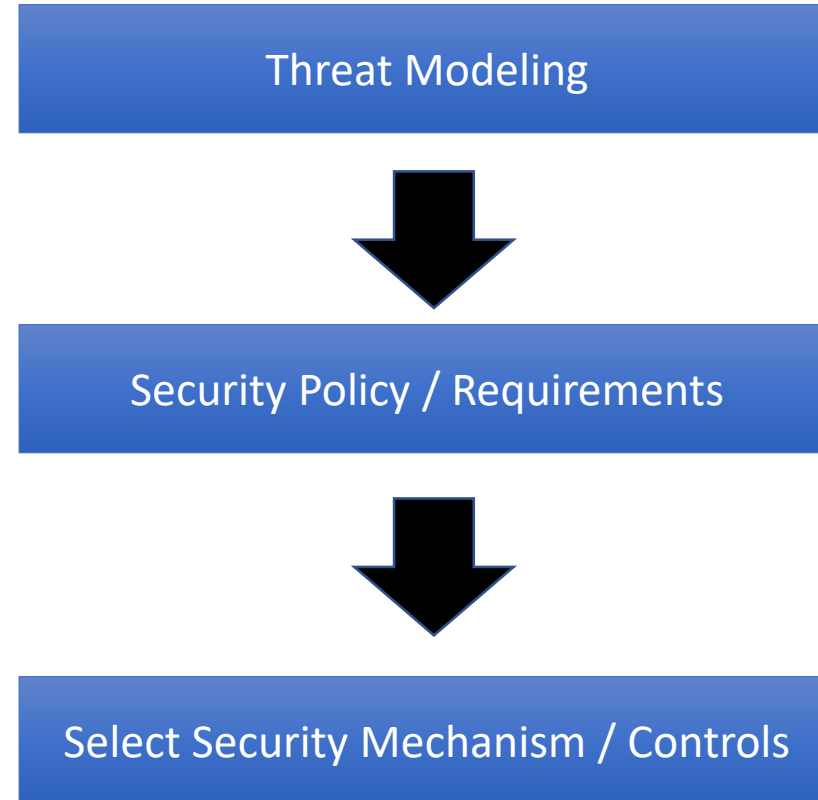 Threat Modeling
Security Policy / Requirements
Select Security Mechanism / Controls